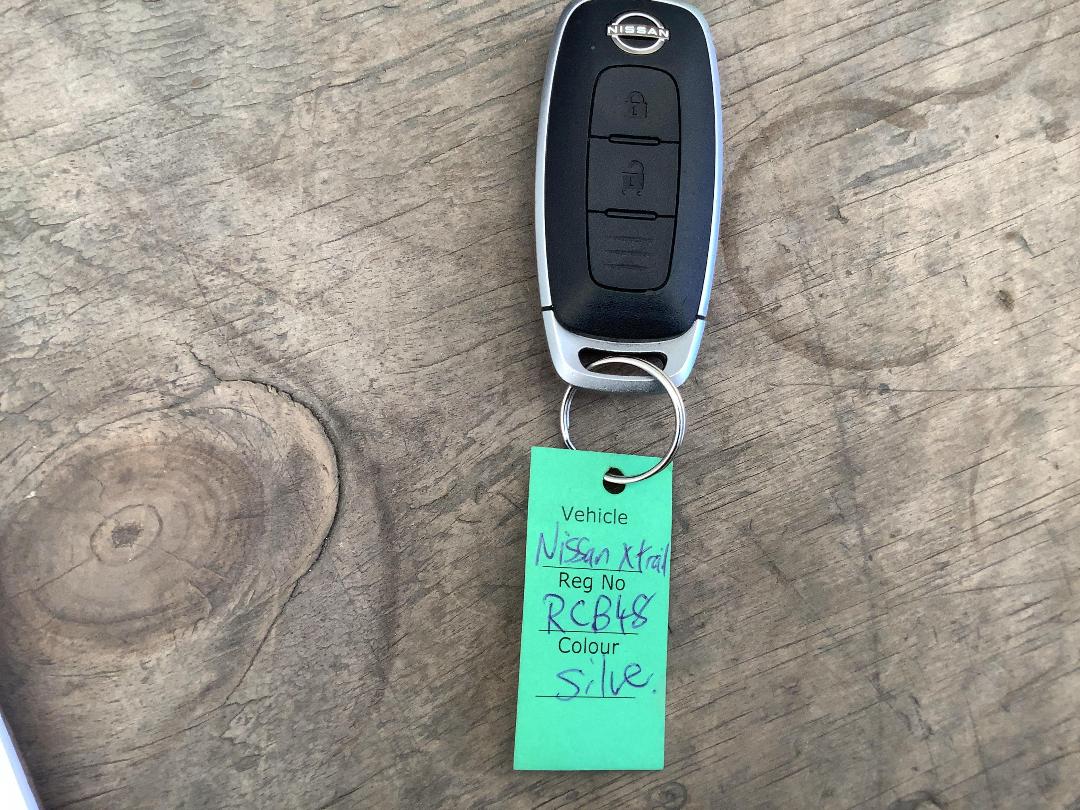 NISSAN
Vehicle
Nissan Xtrail
Reg No
RCB48
Colour
Silve.